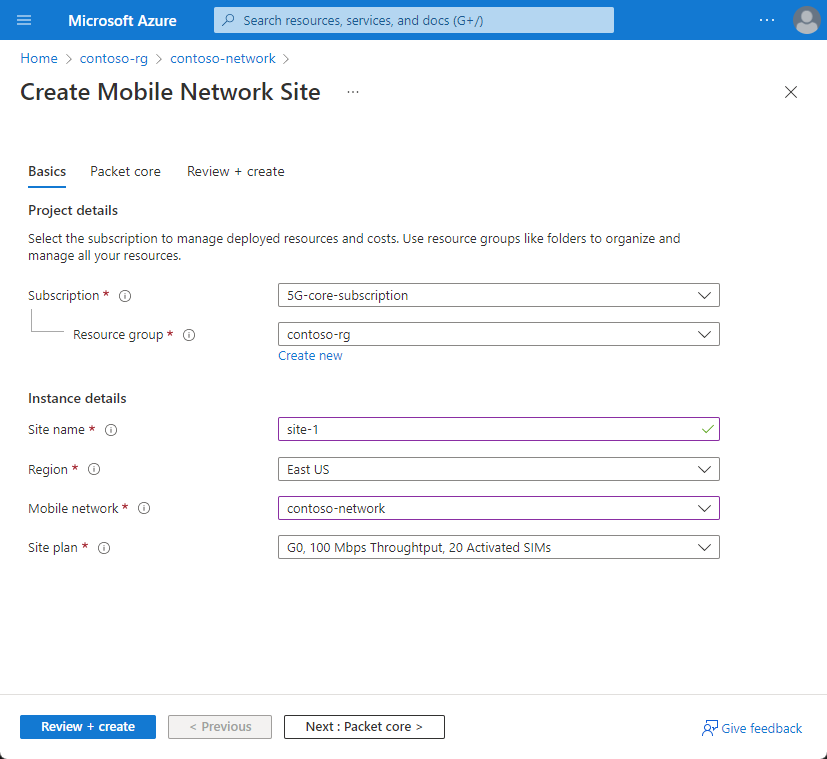 Microsoft Azure
Search resources, services, and docs (G+/)
...
Home > contoso-rg > contoso-network >
Create Mobile Network Site ...
Basics Packet core Review + create
Project details
Select the subscription to manage deployed resources and costs. Use resource groups like folders to organize and
manage all your resources.
Subscription * 5G-core-subscription
Resource group * contoso-rg
Create new
Instance details
Site name * site-1
Region * East US
Mobile network * contoso-network
Site plan * G0, 100 Mbps Throughtput, 20 Activated SIMs
Review + create < Previous Next : Packet core > Give feedback